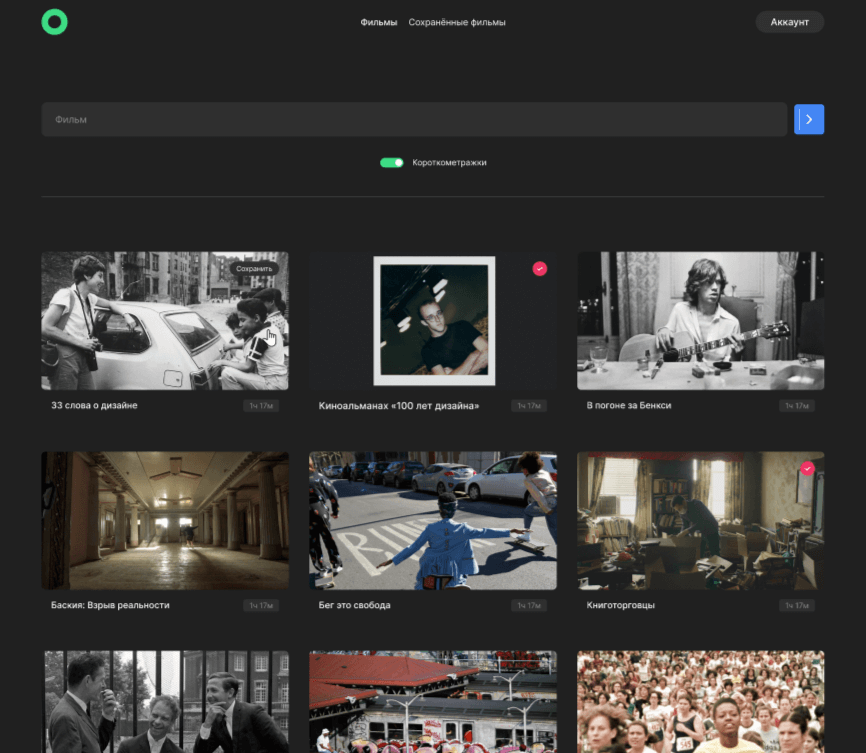 Фильмы Сохранённые фильмы Аккаунт
Фильм
Короткометражки
Сохранить
33 слова о дизайне 1ч 17м
Киноальманах «100 лет дизайна» 1ч 17м
В погоне за Бенкси 1ч 17м
RUN
Баския: Взрыв реальности 1ч 17м
Бег это свобода 1ч 17м
Книготорговцы 1ч 17м